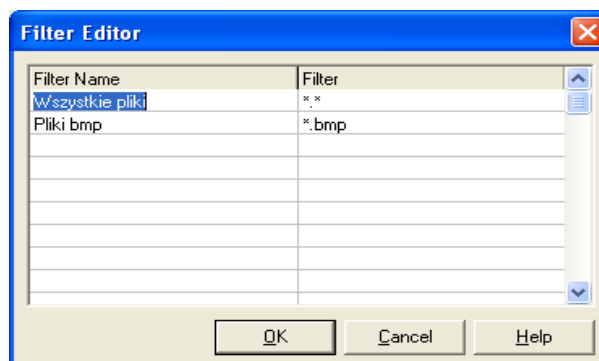 Filter Editor
Filter Name Filter
Wszystkie pliki *.*
Pliki bmp *.bmp
OK Cancel Help